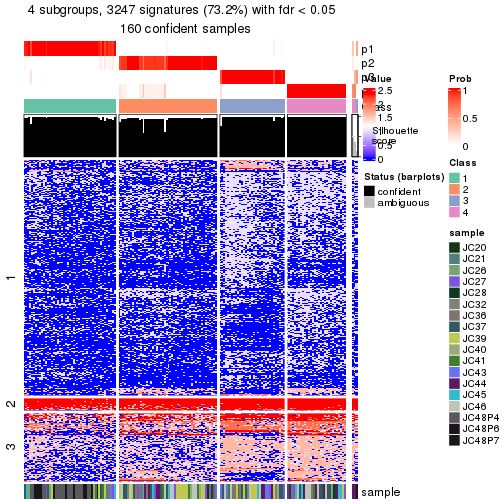 4 subgroups, 3247 signatures (73.2%) with fdr < 0.05
160 confident samples
p1
p2
Value
2.5
2
1.5
1
0
Silhouette
score
Prob
1
0.5
0
Status (barplots)
confident
ambiguous
Class
1
2
3
4
sample
JC20
JC21
JC26
JC27
JC28
JC32
JC36
JC37
JC39
JC40
JC41
JC43
JC44
JC45
JC46
JC48P4
JC48P6
JC48P7
1
2
3
sample